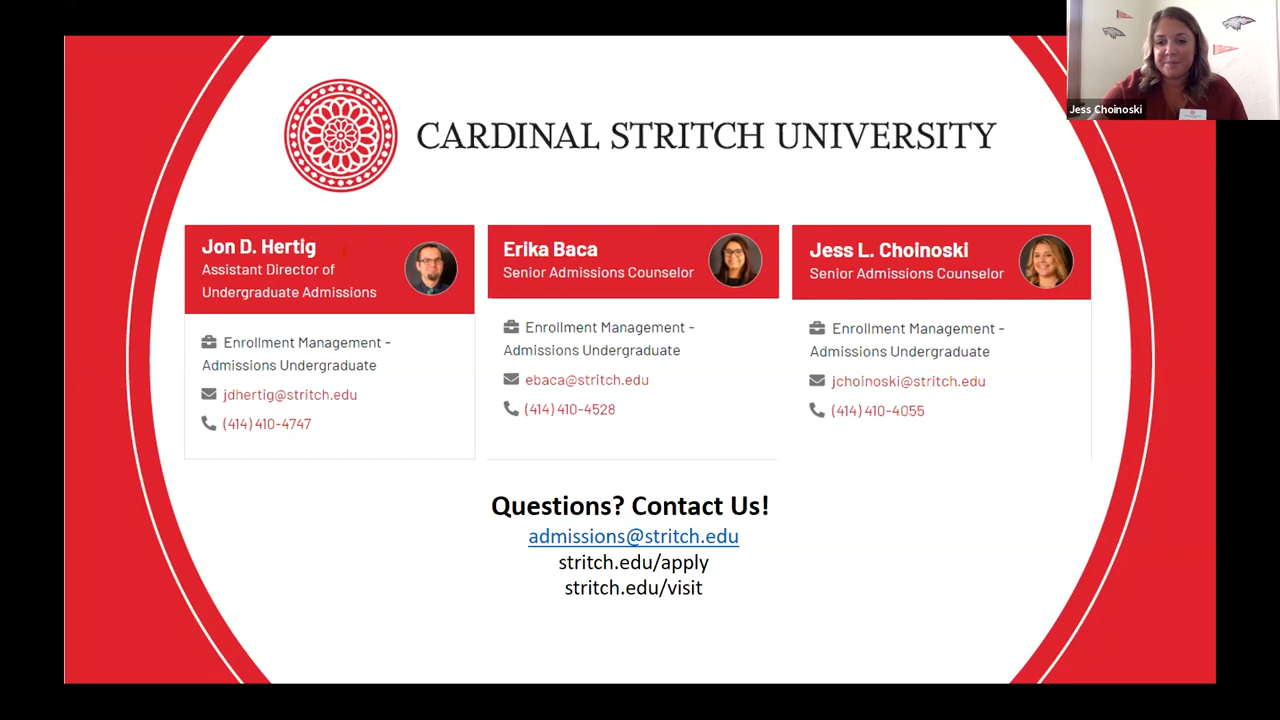 Jess Choinoski
CARDINAL STRITCH UNIVERSITY
Jon D. Hertig
Assistant Director of
Undergraduate Admissions
Enrollment Management -
Admissions Undergraduate
jdhertig@stritch.edu
(414) 410-4747
Erika Baca
Senior Admissions Counselor
Enrollment Management -
Admissions Undergraduate
ebaca@stritch.edu
(414) 410-4528
Jess L. Choinoski
Senior Admissions Counselor
Enrollment Management -
Admissions Undergraduate
jchoinoski@stritch.edu
(414) 410-4055
Questions? Contact Us!
admissions@stritch.edu
stritch.edu/apply
stritch.edu/visit